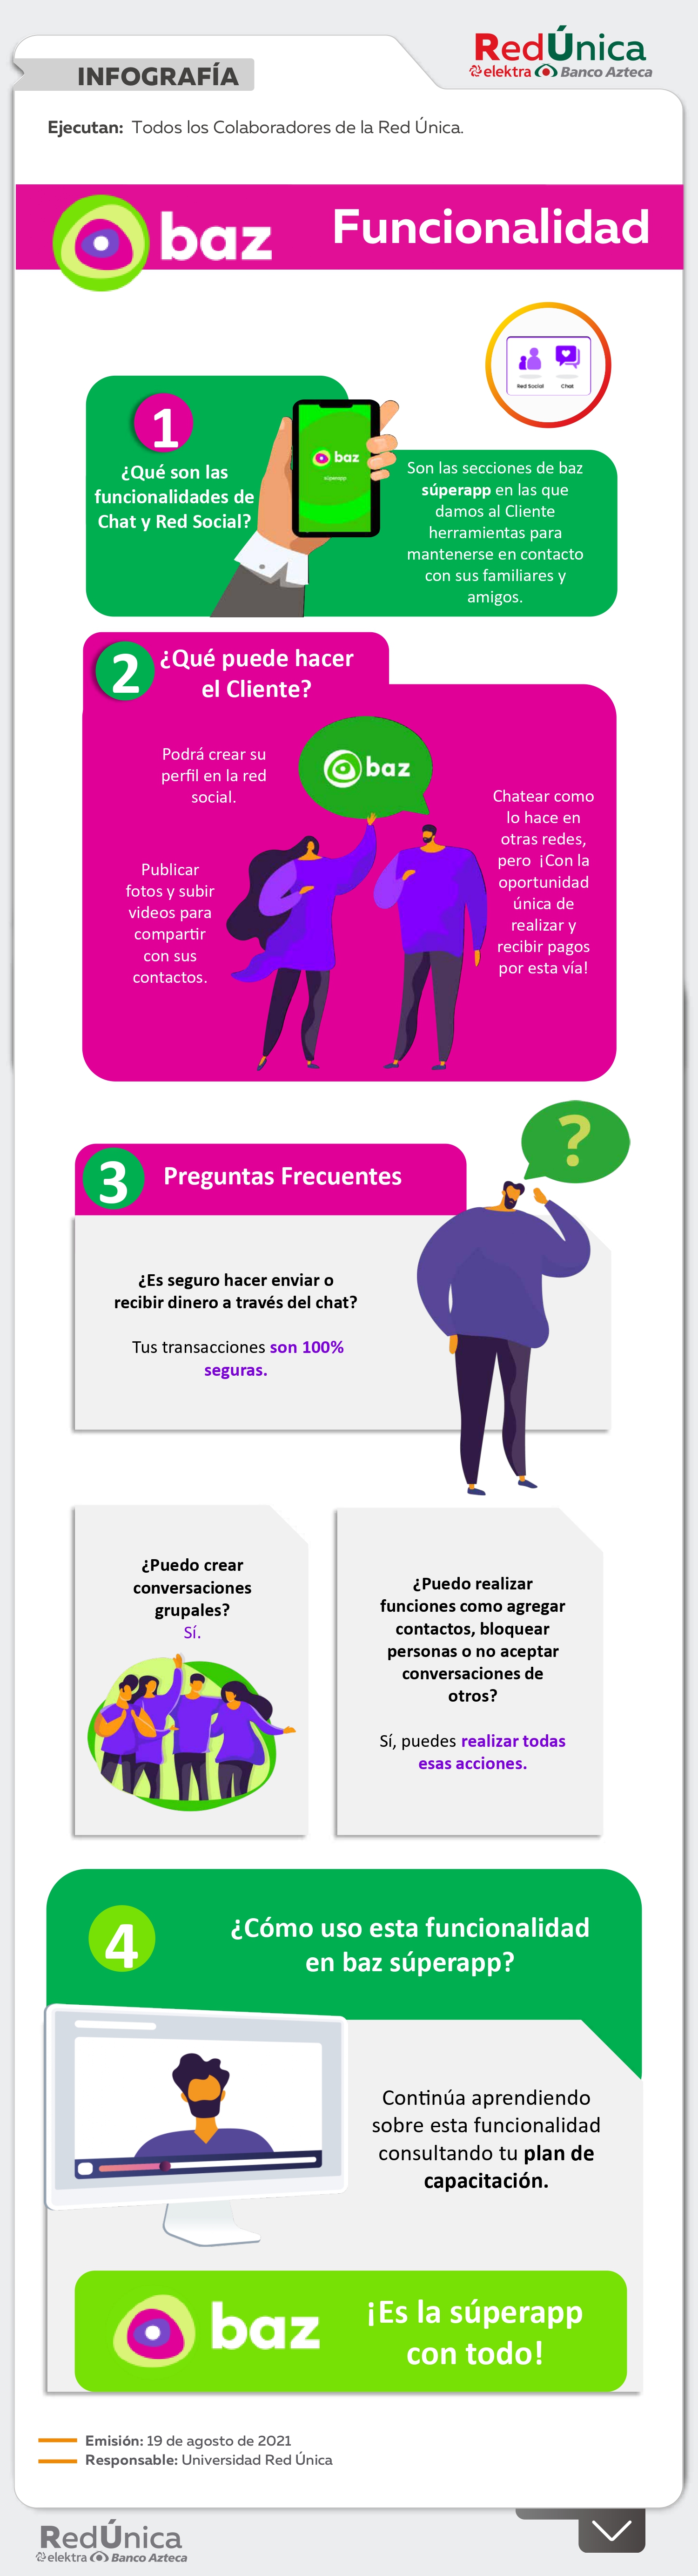 RedÚnica
elektra Banco Azteca
INFOGRAFÍA
Ejecutan: Todos los Colaboradores de la Red Única.
baz
Funcionalidad
Red Social
Chat
1
¿Qué son las
funcionalidades de
Chat y Red Social?
baz
súperapp
Son las secciones de baz
súperapp en las que
damos al Cliente
herramientas para
mantenerse en contacto
con sus familiares y
amigos.
2
¿Qué puede hacer
el Cliente?
Podrá crear su
perfil en la red
social.
baz
Publicar
fotos y subir
videos para
compartir
con sus
contactos.
Chatear como
lo hace en
otras redes,
pero ¡Con la
oportunidad
única de
realizar y
recibir pagos
por esta vía!
?
3
Preguntas Frecuentes
¿Es seguro hacer enviar o
recibir dinero a través del chat?
Tus transacciones son 100%
seguras.
¿Puedo crear
conversaciones
grupales?
Sí.
¿Puedo realizar
funciones como agregar
contactos, bloquear
personas o no aceptar
conversaciones de
otros?
Sí, puedes realizar todas
esas acciones.
4
¿Cómo uso esta funcionalidad
en baz súperapp?
Continúa aprendiendo
sobre esta funcionalidad
consultando tu plan de
capacitación.
baz
¡Es la súperapp
con todo!
Emisión: 19 de agosto de 2021
Responsable: Universidad Red Única
RedÚnica
elektra Banco Azteca